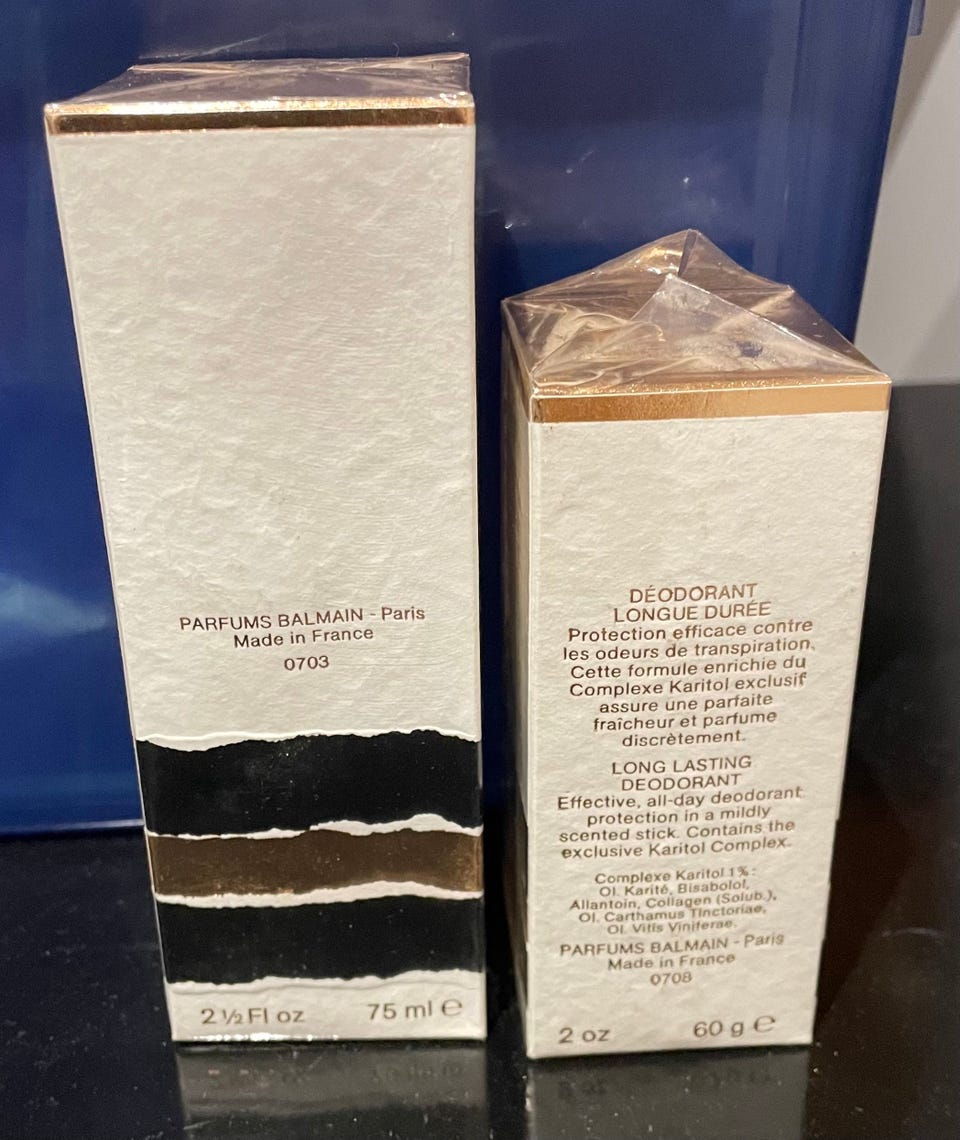 PARFUMS BALMAIN - Paris
Made in France
0703
2 ½ Fl oz 75 ml ℮
DÉODORANT
LONGUE DURÉE
Protection efficace contre
les odeurs de transpiration.
Cette formule enrichie du
Complexe Karitol exclusif
assure une parfaite
fraîcheur et parfume
discrètement.
LONG LASTING
DEODORANT
Effective, all-day deodorant
protection in a mildly
scented stick. Contains the
exclusive Karitol Complex.
Complexe Karitol 1% :
Ol. Karité, Bisabolol,
Allantoin, Collagen (Solub.),
Ol. Carthamus Tinctoriae,
Ol. Vitis Viniferae.
PARFUMS BALMAIN - Paris
Made in France
0708
2 oz 60 g ℮